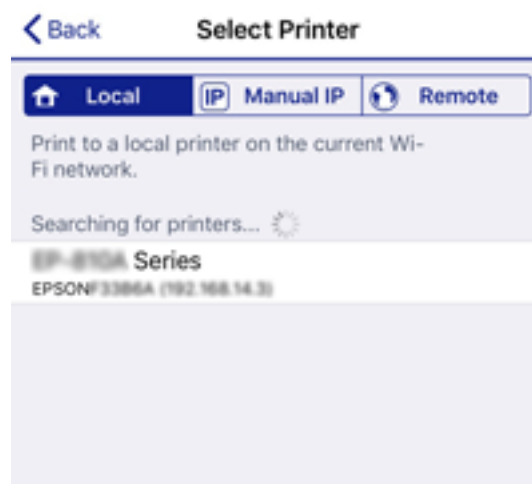 Back
Select Printer
Local
IP Manual IP
Remote
Print to a local printer on the current Wi-
Fi network.
Searching for printers...
Series
EPSON